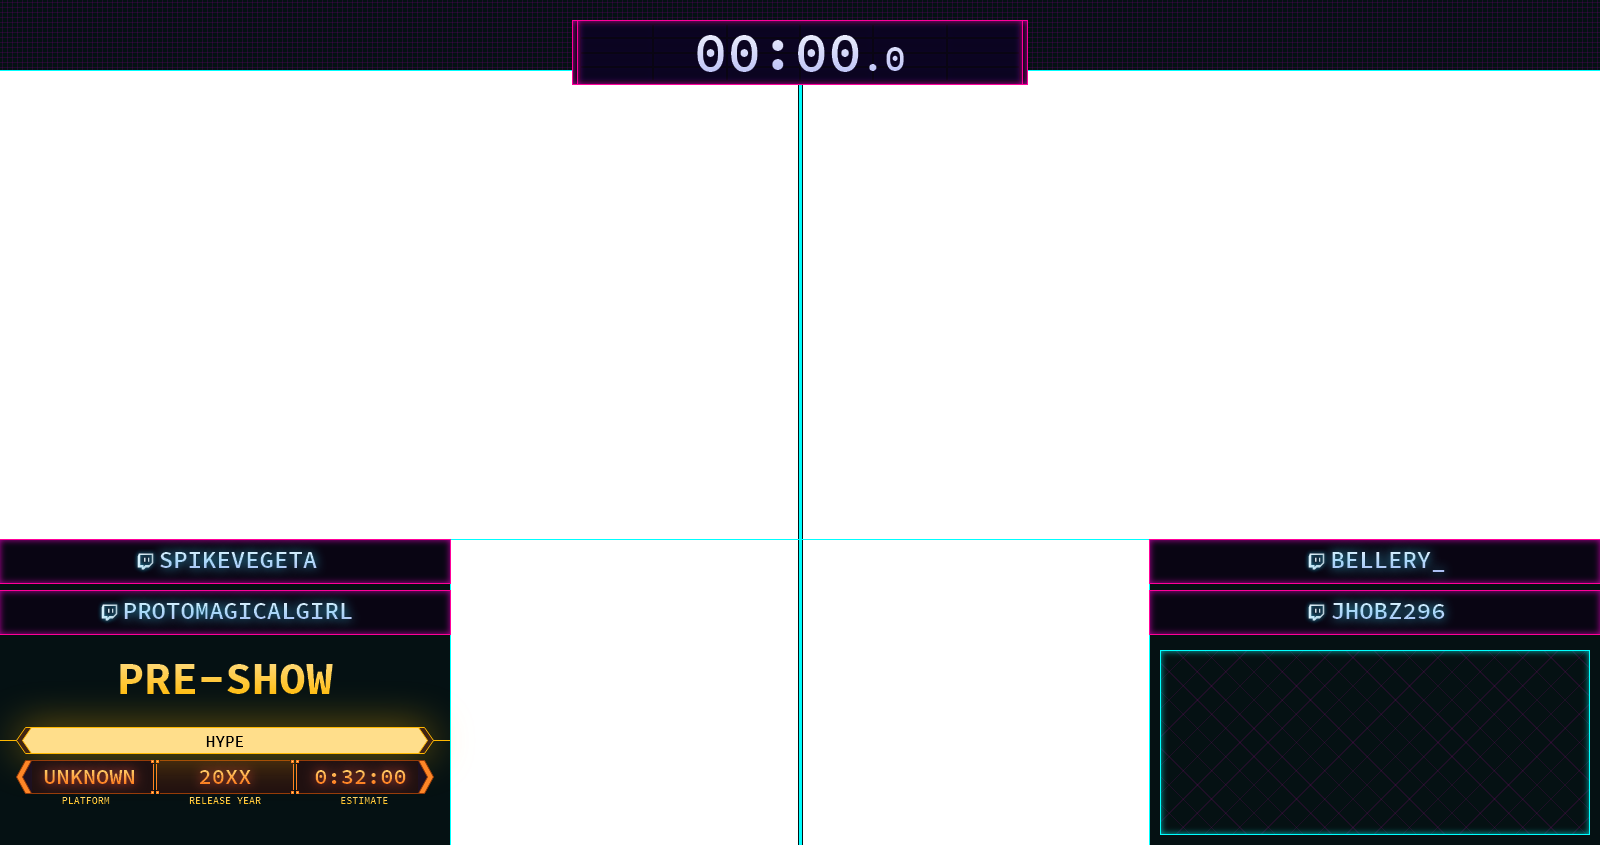 00:00.0
SPIKEVEGETA
PROTOMAGICALGIRL
BELLERY_
JHOBZ296
PRE-SHOW
HYPE
UNKNOWN 20XX 0:32:00
PLATFORM RELEASE YEAR ESTIMATE